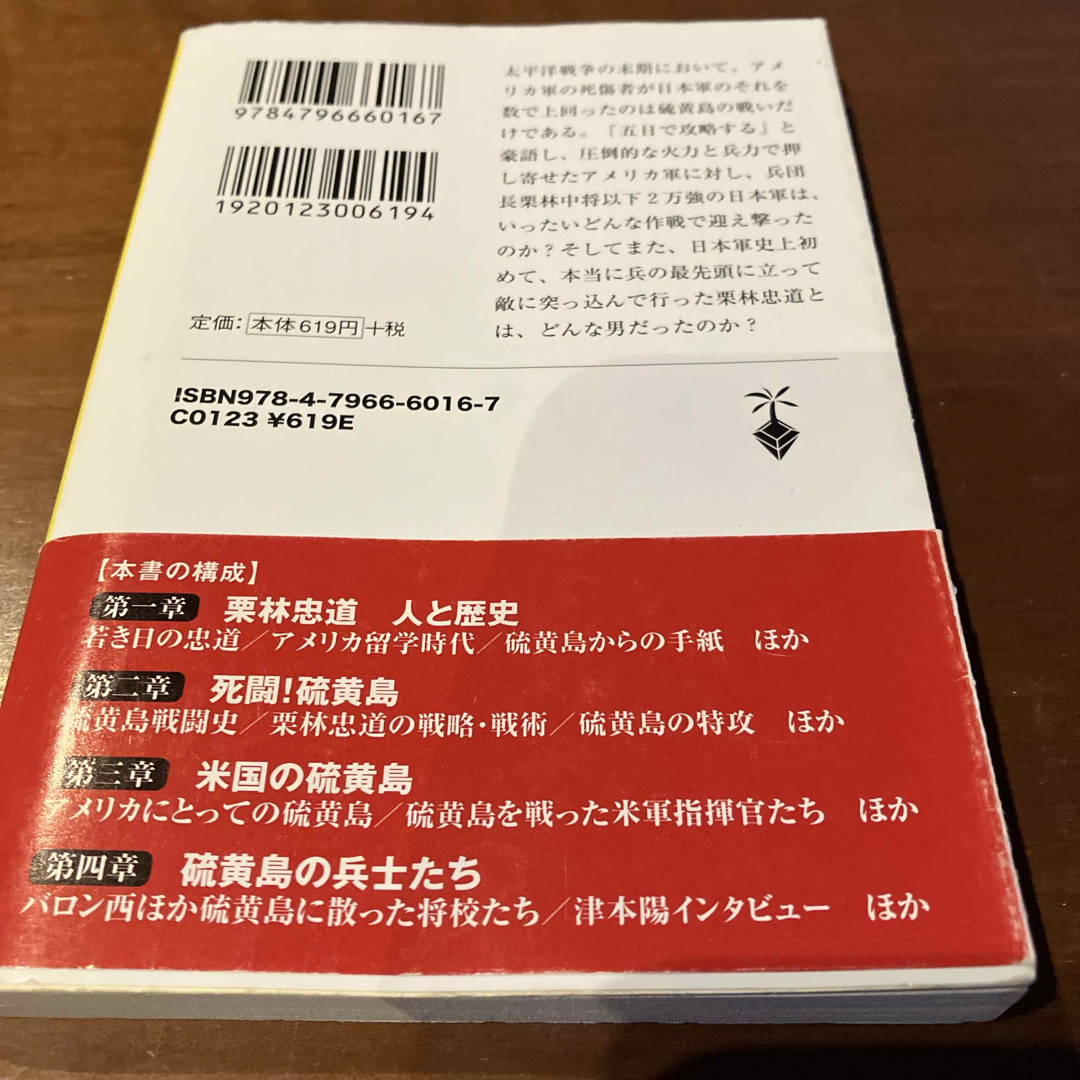 9784796660167
1920123006194
定価：本体619円＋税
太平洋戦争の末期において、アメ
リカ軍の死傷者が日本軍のそれを
数で上回ったのは硫黄島の戦いだ
けである。「五日で攻略する」と
豪語し、圧倒的な火力と兵力で押
し寄せたアメリカ軍に対し、兵団
長栗林中将以下2万強の日本軍は、
いったいどんな作戦で迎え撃った
のか？そしてまた、日本軍史上初
めて、本当に兵の最先頭に立って
敵に突っ込んで行った栗林忠道と
は、どんな男だったのか？
ISBN978-4-7966-6016-7
C0123 ¥619E
【本書の構成】
第一章 栗林忠道 人と歴史
若き日の忠道／アメリカ留学時代／硫黄島からの手紙 ほか
第二章 死闘！硫黄島
硫黄島戦闘史／栗林忠道の戦略・戦術／硫黄島の特攻 ほか
第三章 米国の硫黄島
アメリカにとっての硫黄島／硫黄島を戦った米軍指揮官たち ほか
第四章 硫黄島の兵士たち
バロン西ほか硫黄島に散った将校たち／津本陽インタビュー ほか